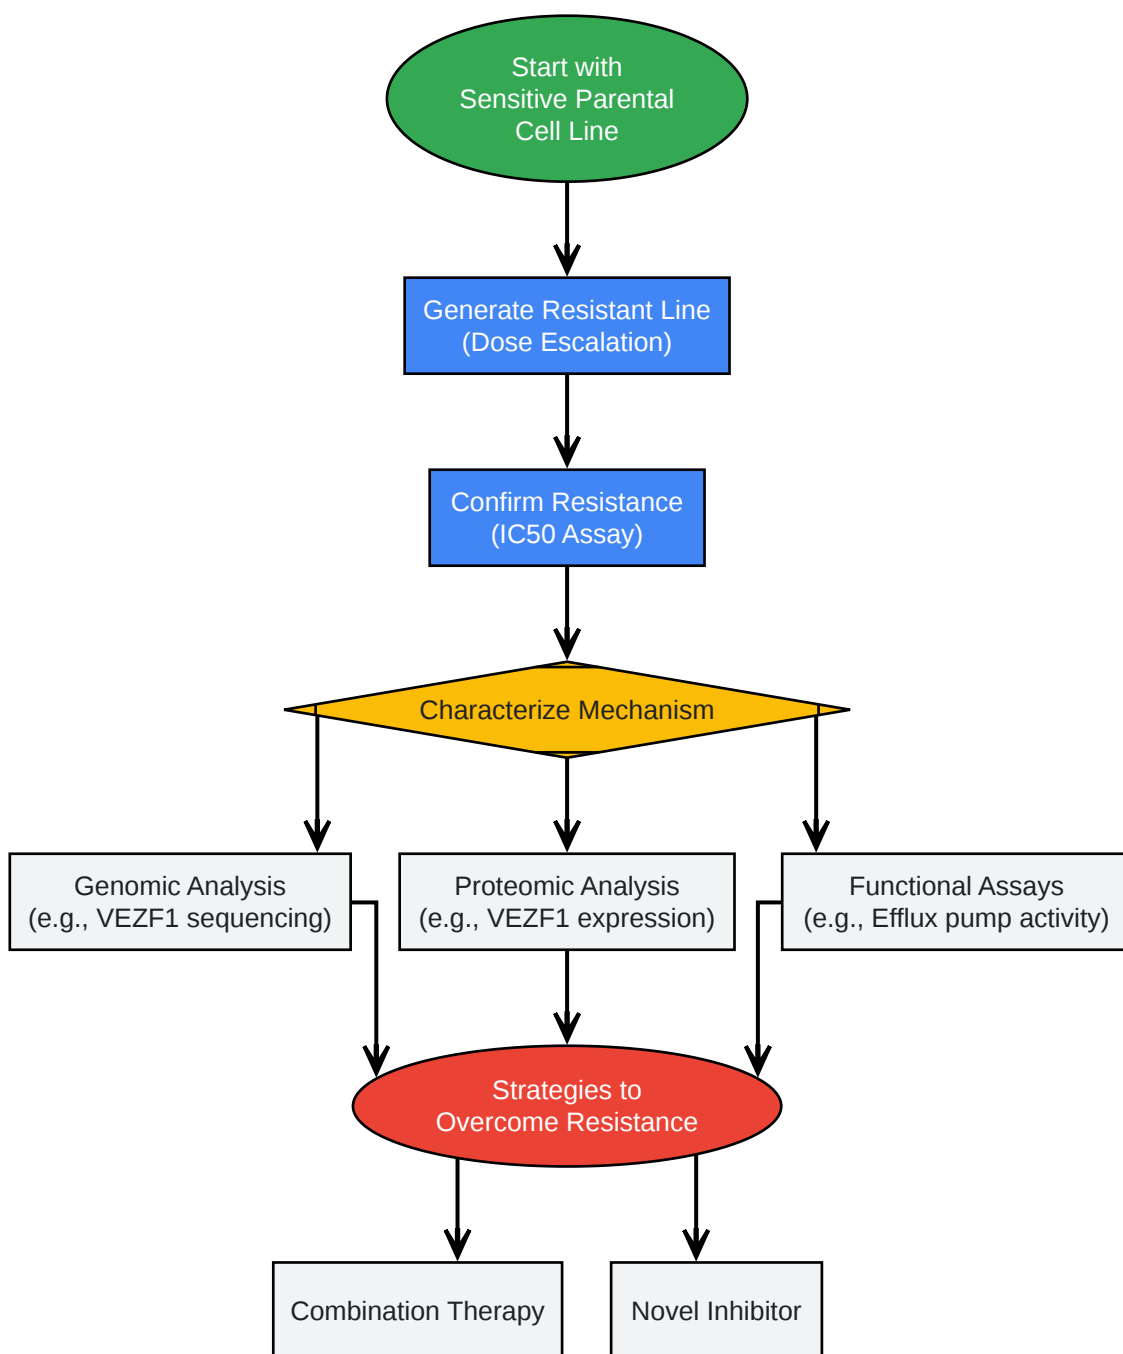 Start with
Sensitive Parental
Cell Line
Generate Resistant Line
(Dose Escalation)
Confirm Resistance
(IC50 Assay)
Characterize Mechanism
Genomic Analysis
(e.g., VEZF1 sequencing)
Proteomic Analysis
(e.g., VEZF1 expression)
Functional Assays
(e.g., Efflux pump activity)
Strategies to
Overcome Resistance
Combination Therapy
Novel Inhibitor